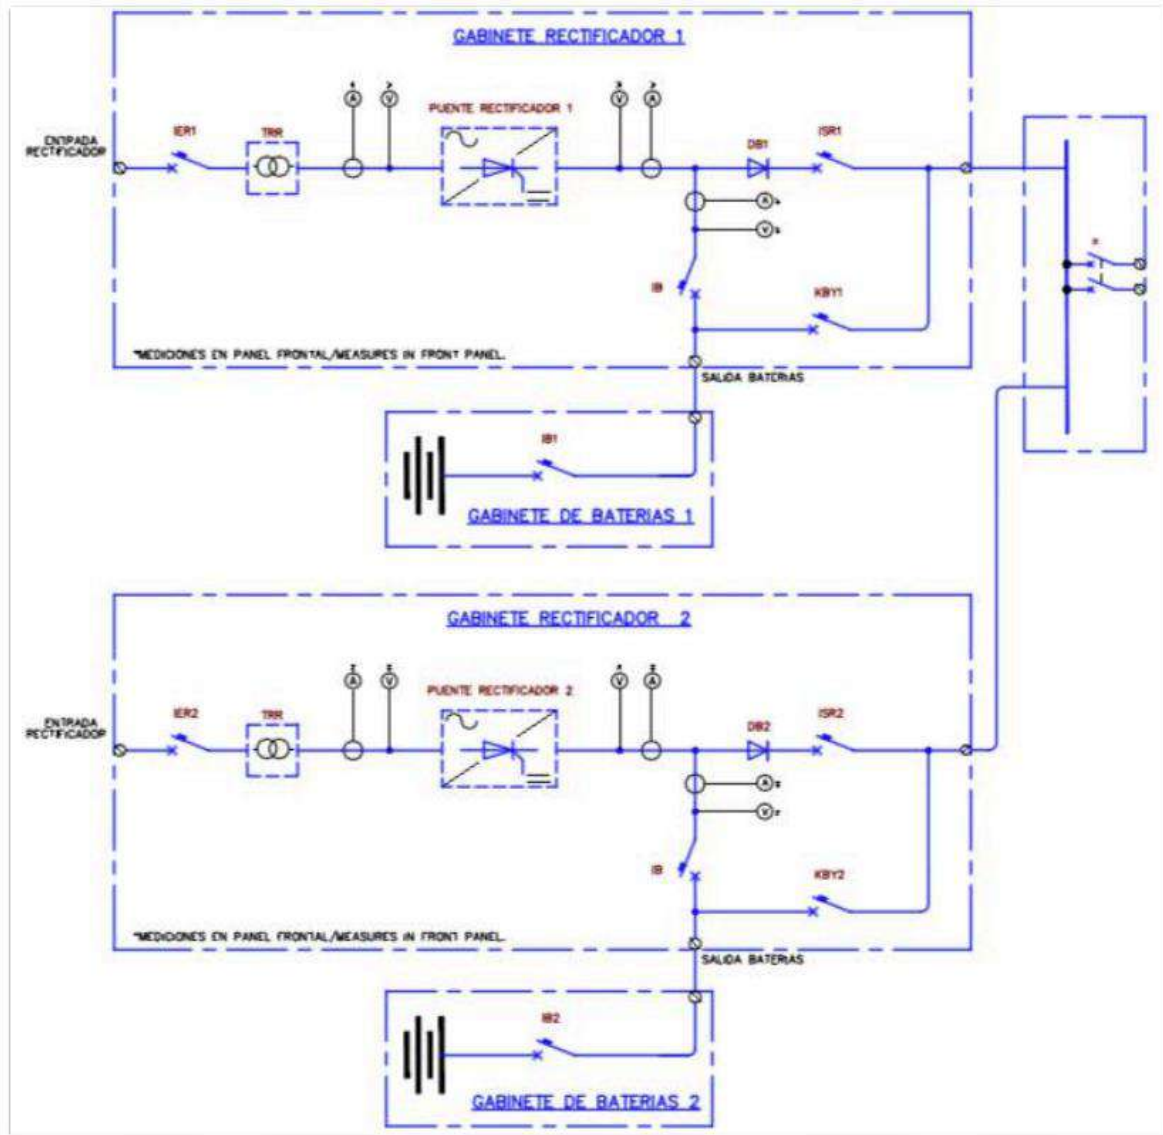 GABINETE RECTIFICADOR 1
A
V
V
A
PUENTE RECTIFICADOR 1
ENTRADA
RECTIFICADOR
IER1
TRR
DB1
ISR1
A
V
IB
KBY1
*MEDICIONES EN PANEL FRONTAL/MEASURES IN FRONT PANEL.
SALIDA BATERIAS
IB1
GABINETE DE BATERIAS 1
GABINETE RECTIFICADOR 2
A
V
V
A
PUENTE RECTIFICADOR 2
ENTRADA
RECTIFICADOR
IER2
TRR
DB2
ISR2
A
V
IB
KBY2
*MEDICIONES EN PANEL FRONTAL/MEASURES IN FRONT PANEL.
SALIDA BATERIAS
IB2
GABINETE DE BATERIAS 2